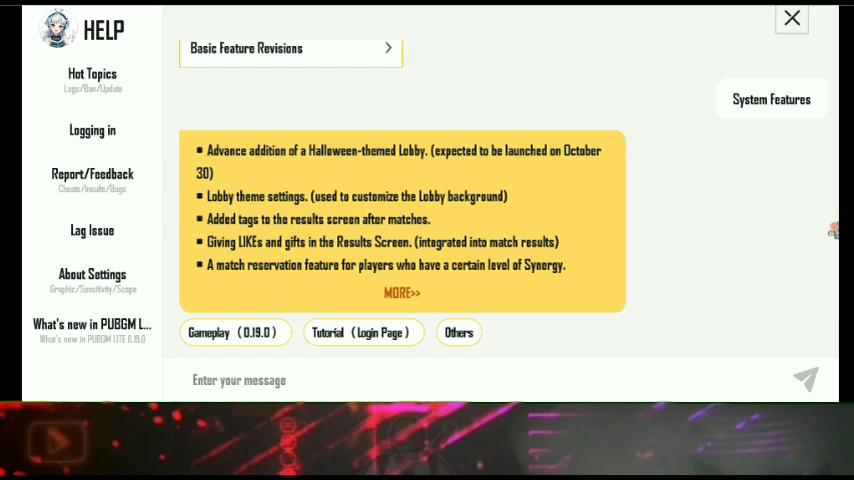 HELP
Hot Topics
Logs/Ban/Update
Logging in
Report/Feedback
Cheats/Insults/Bugs
Lag Issue
About Settings
Graphic/Sensitivity/Scope
What's new in PUBGM L...
What's new in PUBGM LITE 0.19.0
Basic Feature Revisions
System Features
▪ Advance addition of a Halloween-themed Lobby. (expected to be launched on October
30)
▪ Lobby theme settings. (used to customize the Lobby background)
▪ Added tags to the results screen after matches.
▪ Giving LIKEs and gifts in the Results Screen. (integrated into match results)
▪ A match reservation feature for players who have a certain level of Synergy.
MORE>>
Gameplay（0.19.0）
Tutorial（Login Page）
Others
Enter your message